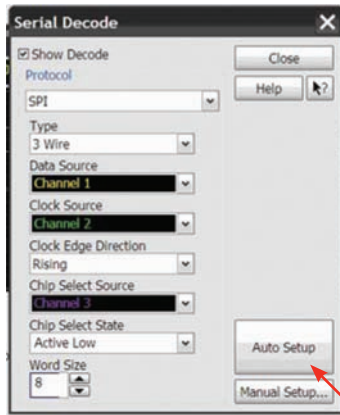 Serial Decode
Show Decode
Close
Protocol
Help
?
SPI
Type
3 Wire
Data Source
Channel 1
Clock Source
Channel 2
Clock Edge Direction
Rising
Chip Select Source
Channel 3
Chip Select State
Active Low
Auto Setup
Word Size
8
Manual Setup...